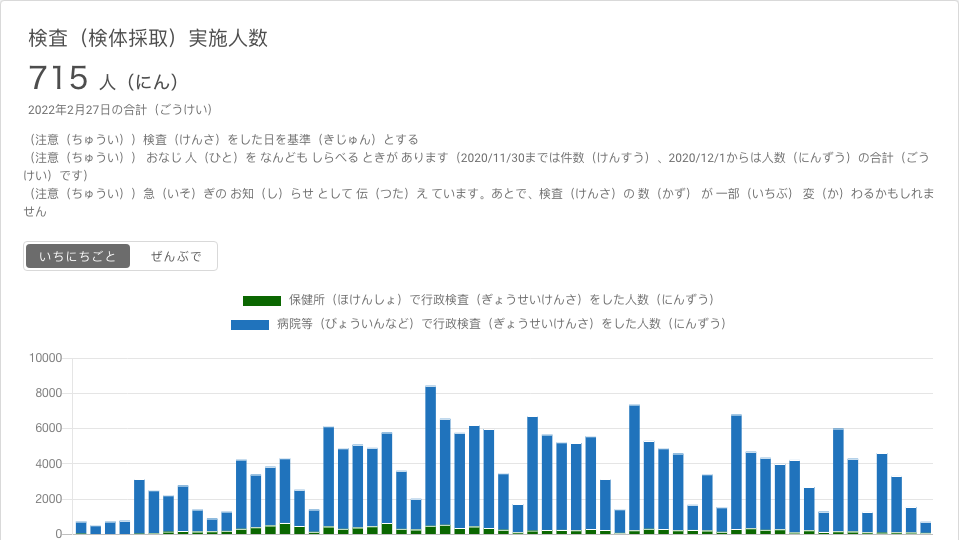 検査（検体採取）実施人数
715 人（にん）
2022年2月27日の合計（ごうけい）
（注意（ちゅうい））検査（けんさ）をした日を基準（きじゅん）とする
（注意（ちゅうい）） おなじ 人（ひと）を なんども しらべる ときが あります（2020/11/30までは件数（けんすう）、2020/12/1からは人数（にんずう）の合計（ごう
けい）です）
（注意（ちゅうい））急（いそ）ぎの お知（し）らせ として 伝（つた）え ています。あとで、検査（けんさ）の 数（かず） が 一部（いちぶ） 変（か）わるかもしれま
せん
いちにちごと ぜんぶで
保健所（ほけんしょ）で行政検査（ぎょうせいけんさ）をした人数（にんずう）
病院等（びょういんなど）で行政検査（ぎょうせいけんさ）をした人数（にんずう）
10000
8000
6000
4000
2000
0